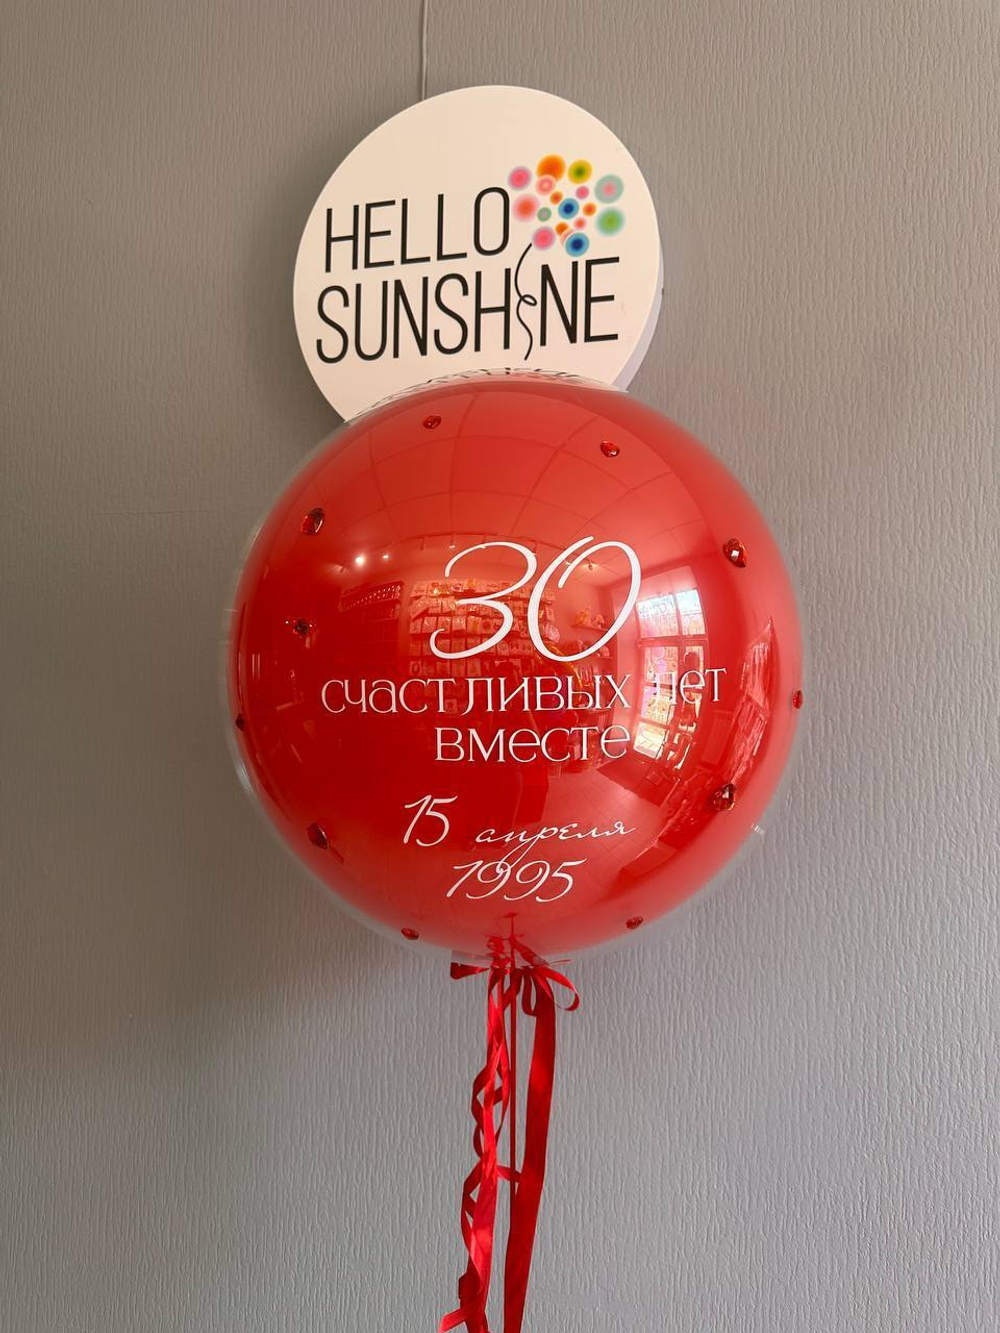 HELLO
SUNSHINE
30
счастливых лет
вместе
15 апреля
1995